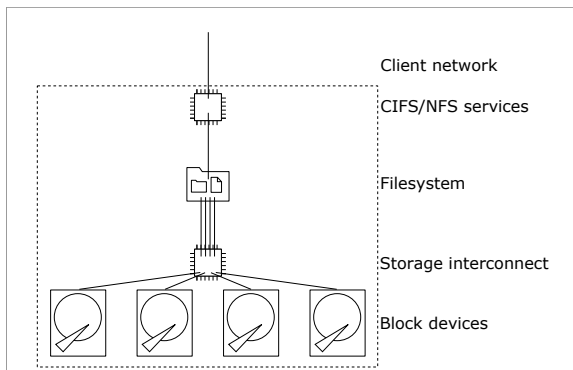 Client network
CIFS/NFS services
Filesystem
Storage interconnect
Block devices